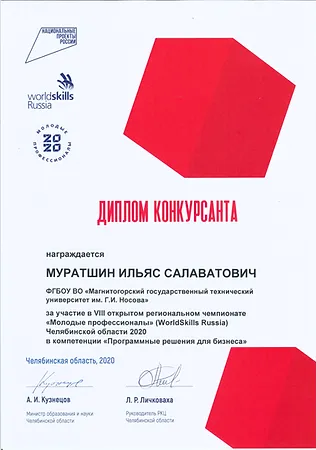 НАЦИОНАЛЬНЫЕ
ПРОЕКТЫ
РОССИИ
worldskills
Russia
МОЛОДЫЕ
2020
ПРОФЕССИОНАЛЫ
ДИПЛОМ КОНКУРСАНТА
награждается
МУРАТШИН ИЛЬЯС САЛАВАТОВИЧ
ФГБОУ ВО «Магнитогорский государственный технический
университет им. Г.И. Носова»
за участие в VIII открытом региональном чемпионате
«Молодые профессионалы» (WorldSkills Russia)
Челябинской области 2020
в компетенции «Программные решения для бизнеса»
Челябинская область, 2020
А. И. Кузнецов
Министр образования и науки
Челябинской области
Л. Р. Личковаха
Руководитель РКЦ
Челябинской области